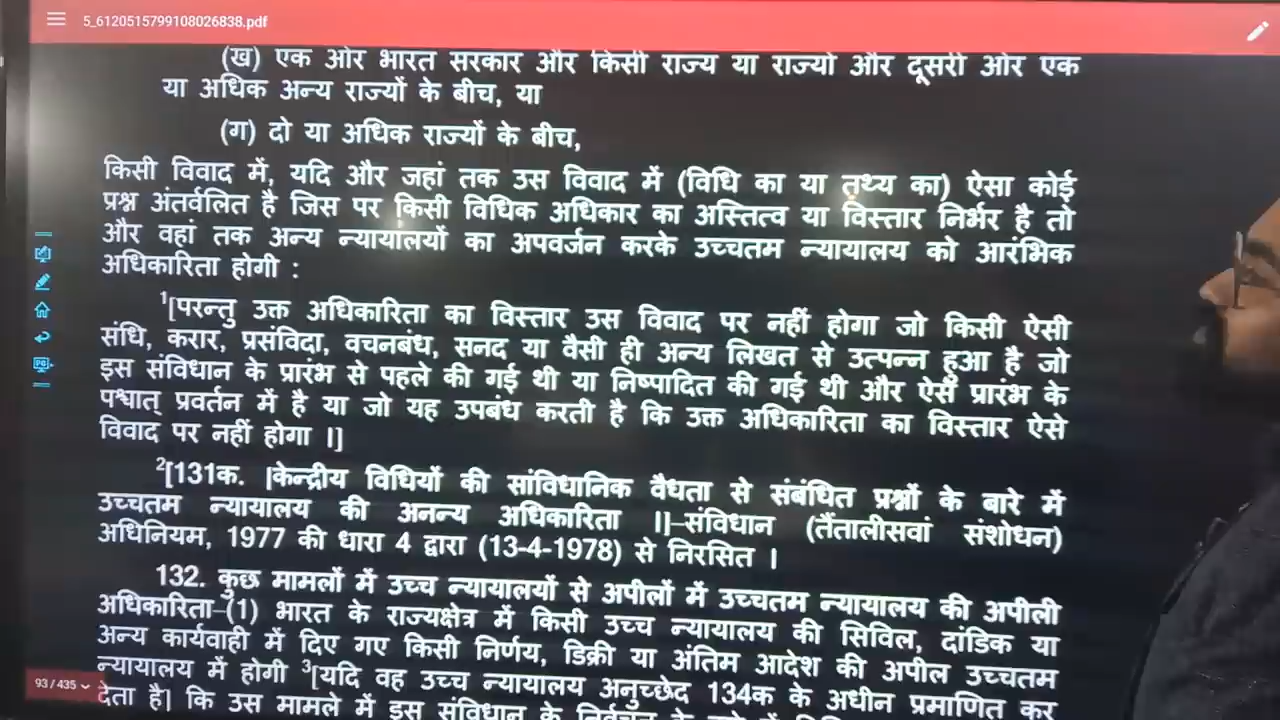 5_6120515799108026838.pdf
(ख) एक ओर भारत सरकार और किसी राज्य या राज्यों और दूसरी ओर एक
या अधिक अन्य राज्यों के बीच, या
(ग) दो या अधिक राज्यों के बीच,
किसी विवाद में, यदि और जहां तक उस विवाद में (विधि का या तथ्य का) ऐसा कोई
प्रश्न अंतर्वलित है जिस पर किसी विधिक अधिकार का अस्तित्व या विस्तार निर्भर है तो
और वहां तक अन्य न्यायालयों का अपवर्जन करके उच्चतम न्यायालय को आरंभिक
अधिकारिता होगी :
1[परन्तु उक्त अधिकारिता का विस्तार उस विवाद पर नहीं होगा जो किसी ऐसी
संधि, करार, प्रसंविदा, वचनबंध, सनद या वैसी ही अन्य लिखत से उत्पन्न हुआ है जो
इस संविधान के प्रारंभ से पहले की गई थी या निष्पादित की गई थी और ऐसे प्रारंभ के
पश्चात् प्रवर्तन में है या जो यह उपबंध करती है कि उक्त अधिकारिता का विस्तार ऐसे
विवाद पर नहीं होगा ।]
2[131क. [केन्द्रीय विधियों की सांविधानिक वैधता से संबंधित प्रश्नों के बारे में
उच्चतम न्यायालय की अनन्य अधिकारिता ।]–संविधान (तैंतालीसवां संशोधन)
अधिनियम, 1977 की धारा 4 द्वारा (13-4-1978) से निरसित ।
132. कुछ मामलों में उच्च न्यायालयों से अपीलों में उच्चतम न्यायालय की अपीली
अधिकारिता–(1) भारत के राज्यक्षेत्र में किसी उच्च न्यायालय की सिविल, दांडिक या
अन्य कार्यवाही में दिए गए किसी निर्णय, डिक्री या अंतिम आदेश की अपील उच्चतम
न्यायालय में होगी 3[यदि वह उच्च न्यायालय अनुच्छेद 134क के अधीन प्रमाणित कर
देता है] कि उस मामले में इस संविधान के निर्वचन के
93 / 435